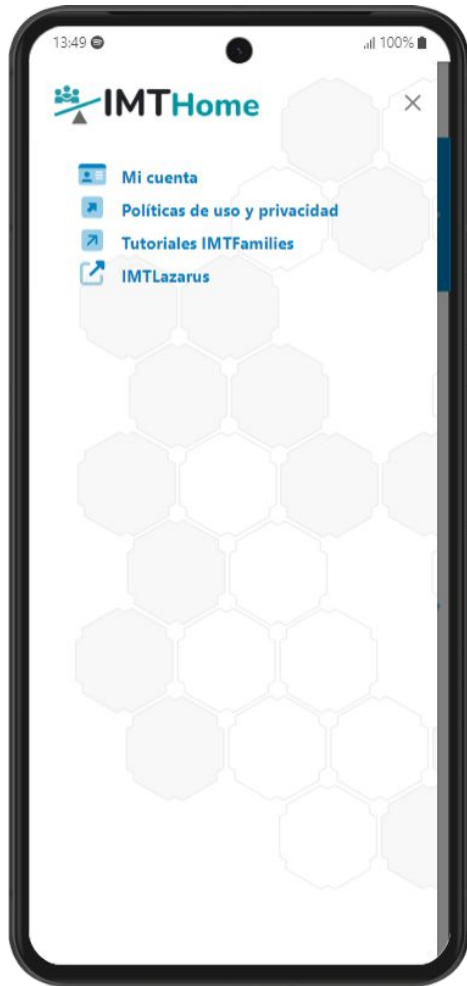 13:49
100%
IMTHome
Mi cuenta
Políticas de uso y privacidad
Tutoriales IMTFamilies
IMTLazarus